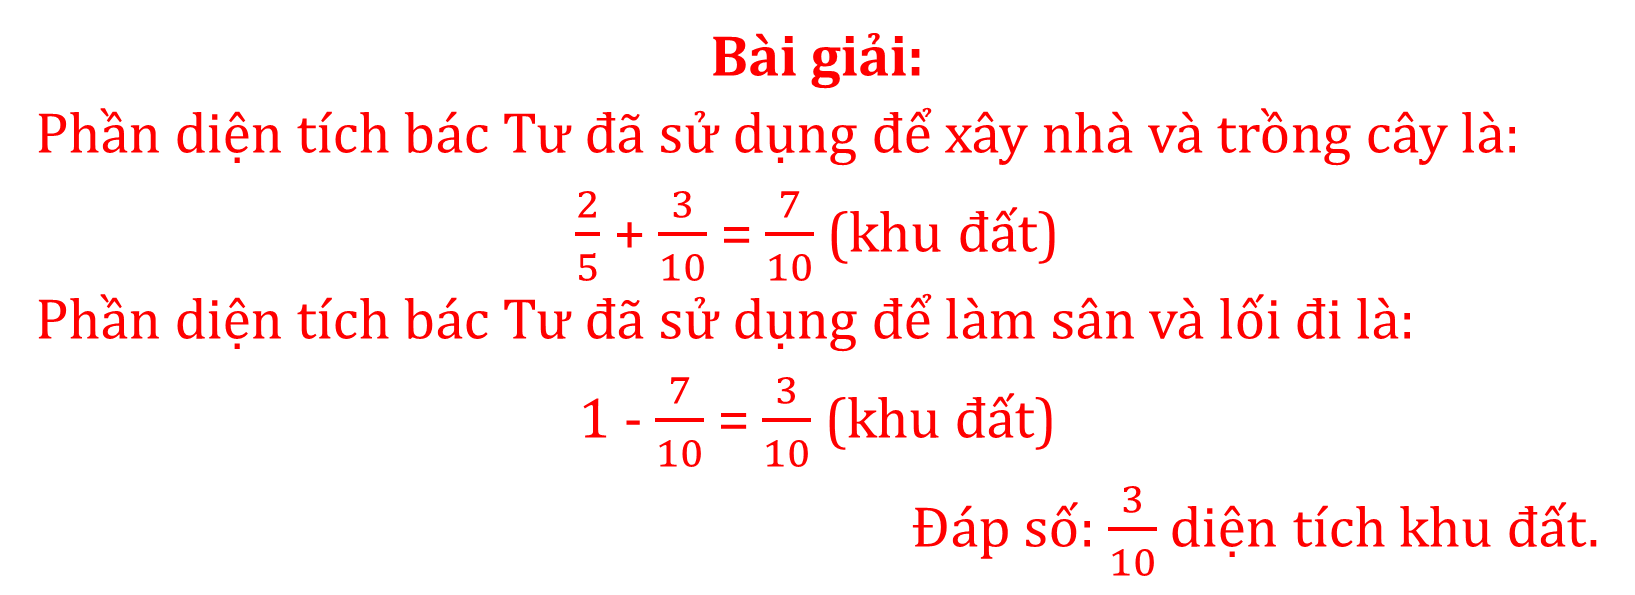 Bài giải:
Phần diện tích bác Tư đã sử dụng để xây nhà và trồng cây là:
2/5 + 3/10 = 7/10 (khu đất)
Phần diện tích bác Tư đã sử dụng để làm sân và lối đi là:
1 - 7/10 = 3/10 (khu đất)
Đáp số: 3/10 diện tích khu đất.